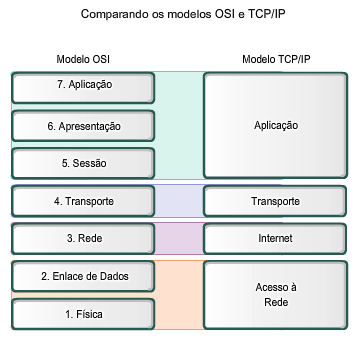 Comparando os modelos OSI e TCP/IP
Modelo OSI
Modelo TCP/IP
7. Aplicação
6. Apresentação
5. Sessão
4. Transporte
3. Rede
2. Enlace de Dados
1. Física
Aplicação
Transporte
Internet
Acesso à
Rede